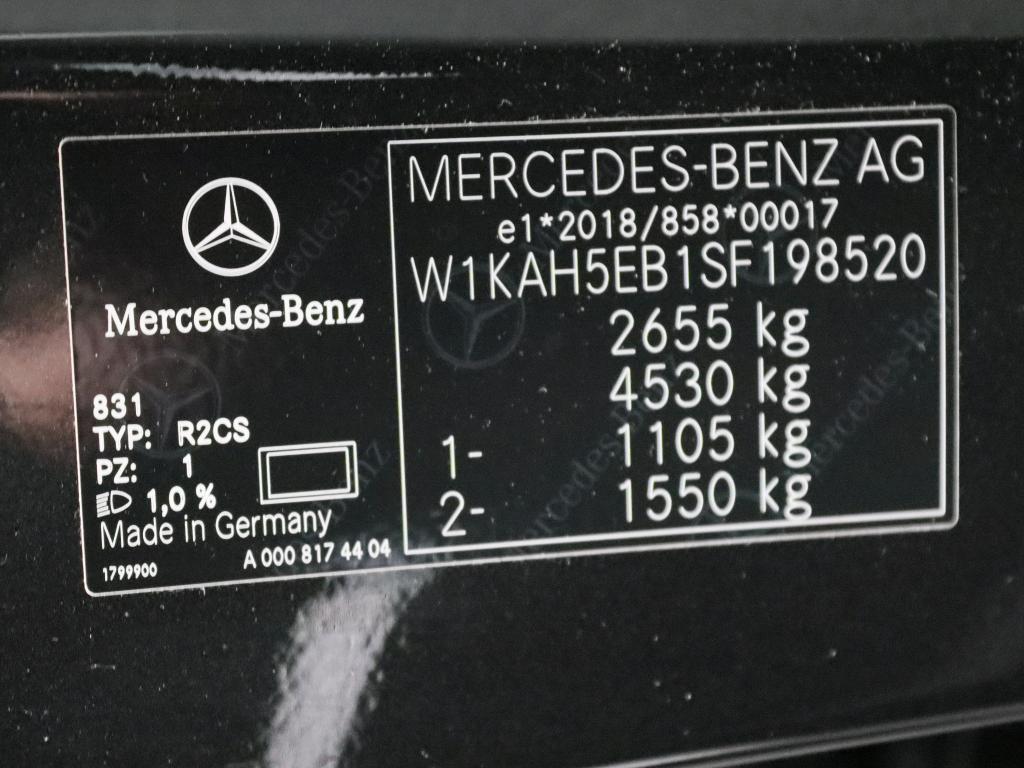 Mercedes-Benz
831
TYP: R2CS
PZ: 1
1,0 %
Made in Germany
1799900
A 000 817 44 04
MERCEDES-BENZ AG
e1*2018/858*00017
W1KAH5EB1SF198520
2655 kg
4530 kg
1- 1105 kg
2- 1550 kg